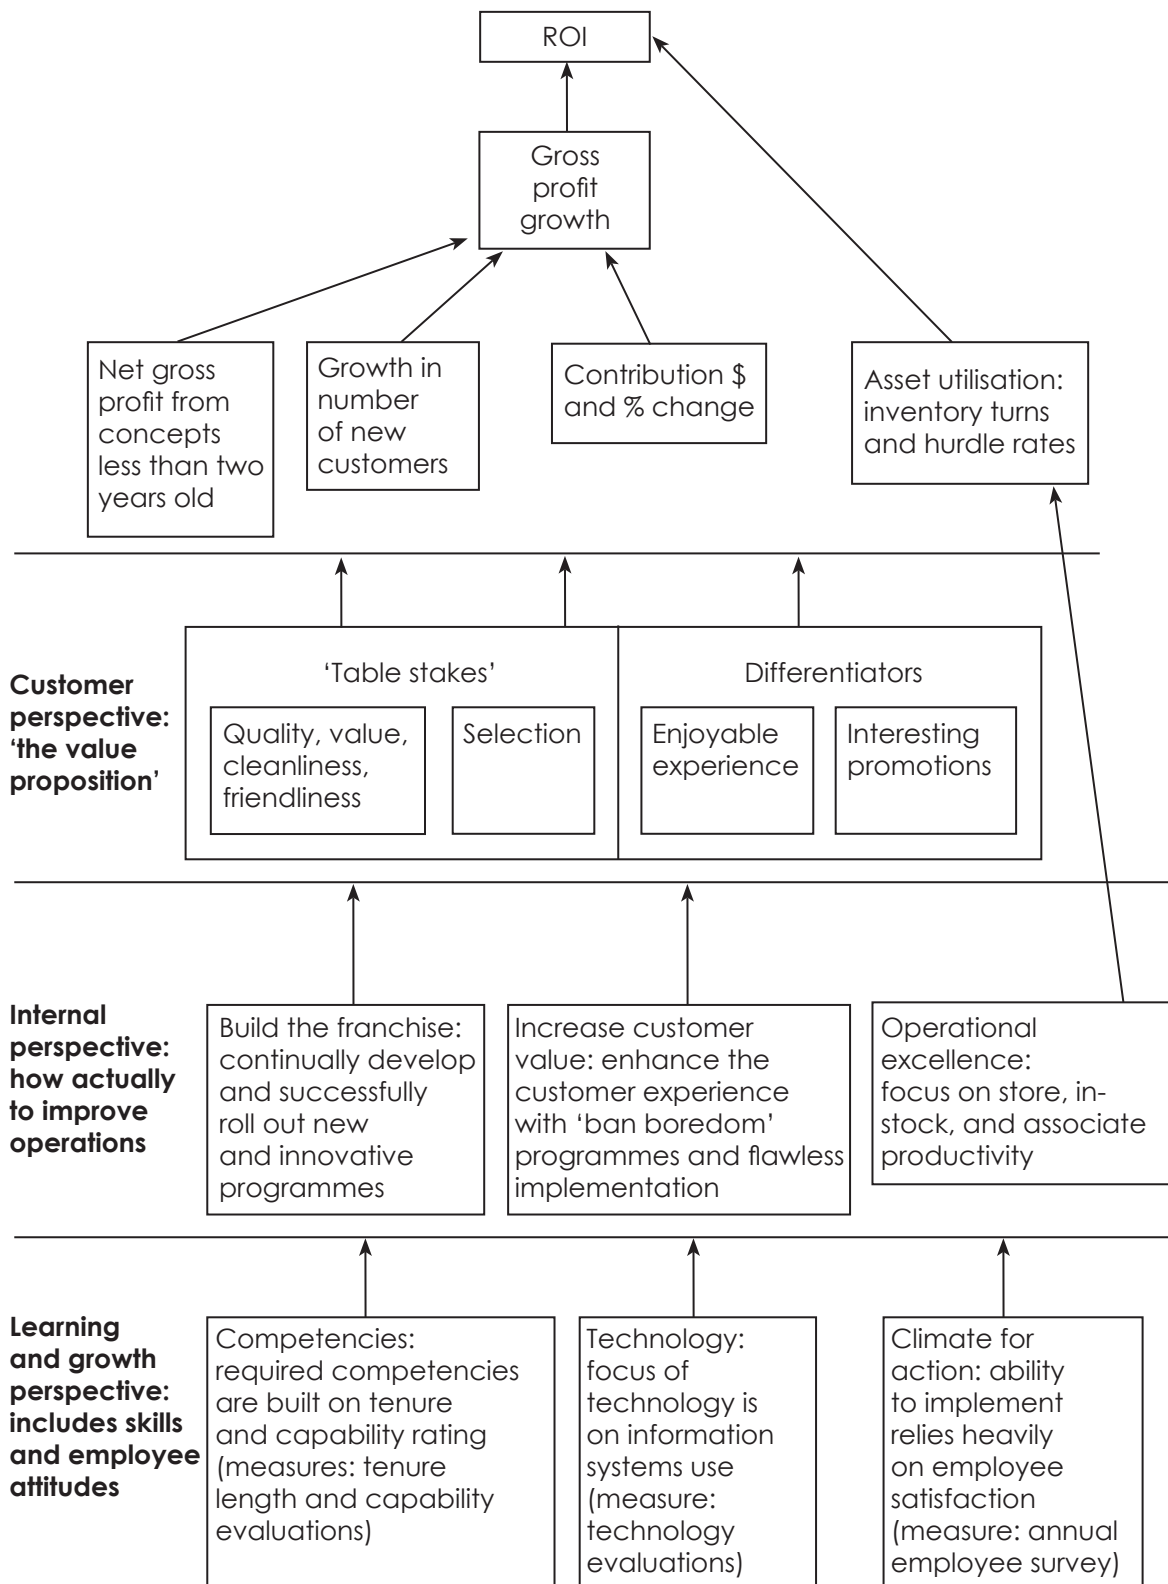 ROI
Gross
profit
growth
Net gross
profit from
concepts
less than two
years old
Growth in
number
of new
customers
Contribution $
and % change
Asset utilisation:
inventory turns
and hurdle rates
Customer
perspective:
‘the value
proposition’
‘Table stakes’
Quality, value,
cleanliness,
friendliness
Selection
Differentiators
Enjoyable
experience
Interesting
promotions
Internal
perspective:
how actually
to improve
operations
Build the franchise:
continually develop
and successfully
roll out new
and innovative
programmes
Increase customer
value: enhance the
customer experience
with ‘ban boredom’
programmes and flawless
implementation
Operational
excellence:
focus on store, in-
stock, and associate
productivity
Learning
and growth
perspective:
includes skills
and employee
attitudes
Competencies:
required competencies
are built on tenure
and capability rating
(measures: tenure
length and capability
evaluations)
Technology:
focus of
technology is
on information
systems use
(measure:
technology
evaluations)
Climate for
action: ability
to implement
relies heavily
on employee
satisfaction
(measure: annual
employee survey)